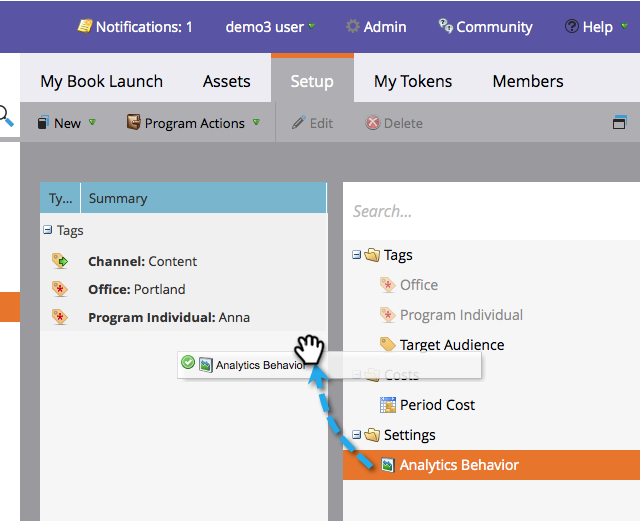 Notifications: 1 demo3 user Admin Community Help
My Book Launch Assets Setup My Tokens Members
New Program Actions Edit Delete
Ty... Summary
Tags
Channel: Content
Office: Portland
Program Individual: Anna
Analytics Behavior
Search...
Tags
Office
Program Individual
Target Audience
Costs
Period Cost
Settings
Analytics Behavior